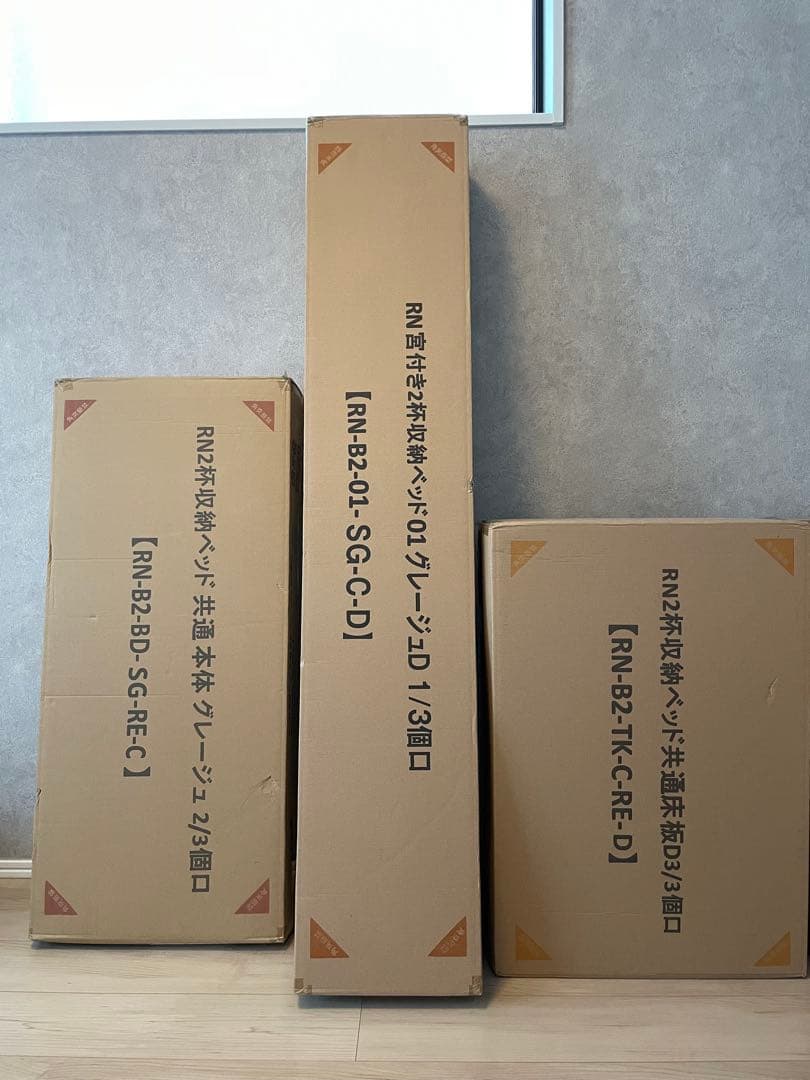 RN2杯収納ベッド 共通 本体 グレージュ 2/3個口
【RN-B2-BD-SG-RE-C】
RN 宮付き2杯収納ベッド01 グレージュD 1/3個口
【RN-B2-01-SG-C-D】
RN2杯収納ベッド共通床板D3/3個口
【RN-B2-TK-C-RE-D】